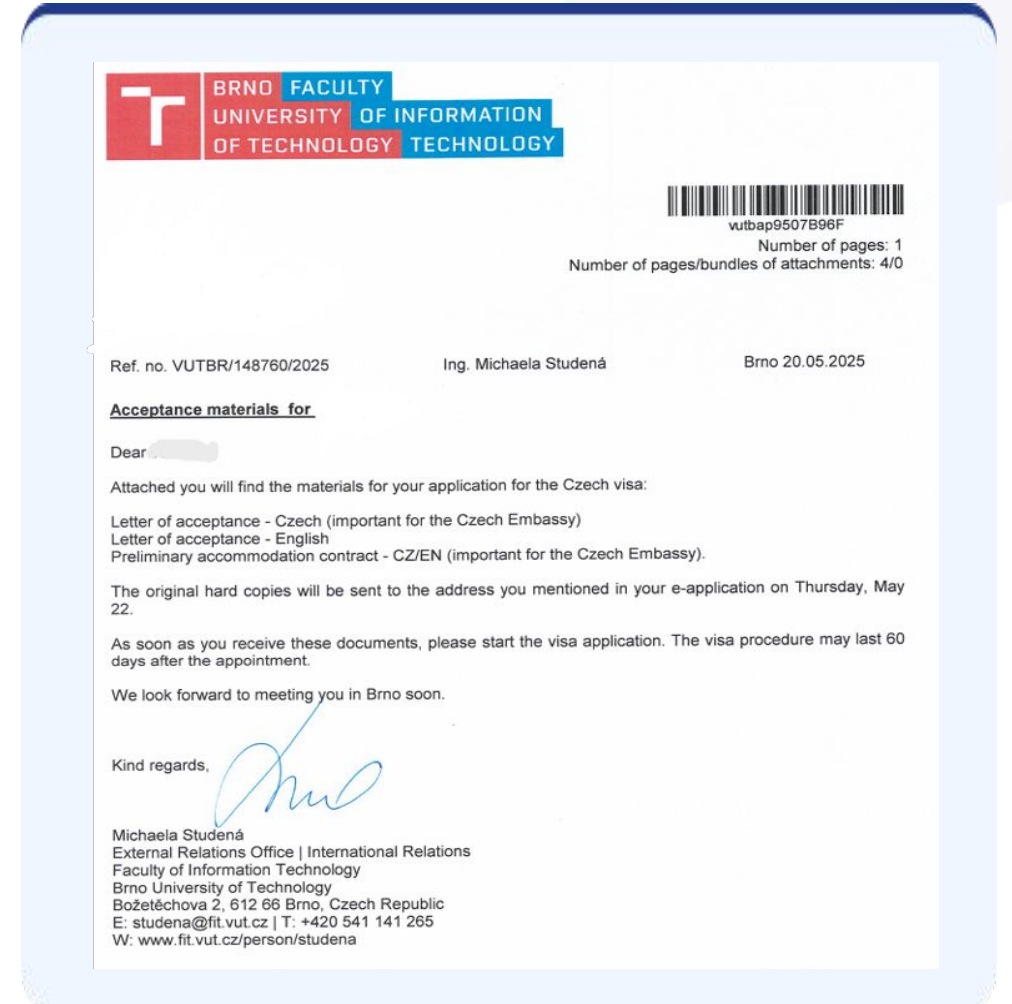 BRNO FACULTY
UNIVERSITY OF INFORMATION
OF TECHNOLOGY TECHNOLOGY
vutbap9507B96F
Number of pages: 1
Number of pages/bundles of attachments: 4/0
Ref. no. VUTBR/148760/2025 Ing. Michaela Studená Brno 20.05.2025
Acceptance materials for
Dear
Attached you will find the materials for your application for the Czech visa:
Letter of acceptance - Czech (important for the Czech Embassy)
Letter of acceptance - English
Preliminary accommodation contract - CZ/EN (important for the Czech Embassy).
The original hard copies will be sent to the address you mentioned in your e-application on Thursday, May
22.
As soon as you receive these documents, please start the visa application. The visa procedure may last 60
days after the appointment.
We look forward to meeting you in Brno soon.
Kind regards,
Michaela Studená
External Relations Office | International Relations
Faculty of Information Technology
Brno University of Technology
Božetěchova 2, 612 66 Brno, Czech Republic
E: studena@fit.vut.cz | T: +420 541 141 265
W: www.fit.vut.cz/person/studena